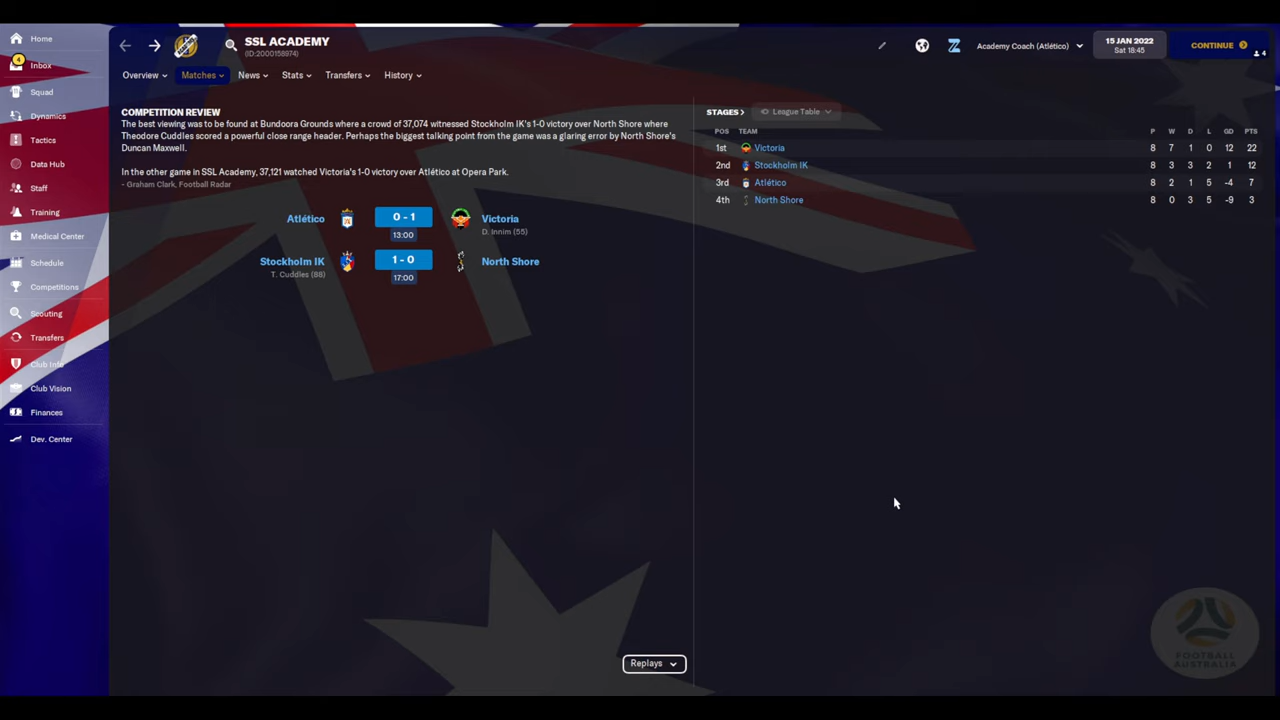 Home
SSL ACADEMY
(ID:2000158974)
Academy Coach (Atlético)
15 JAN 2022
Sat 18:45
CONTINUE
4
4
Inbox
Overview
Matches
News
Stats
Transfers
History
Squad
Dynamics
Tactics
Data Hub
Staff
Training
Medical Center
Schedule
Competitions
Scouting
Transfers
Club Info
Club Vision
Finances
Dev. Center
COMPETITION REVIEW
The best viewing was to be found at Bundoora Grounds where a crowd of 37,074 witnessed Stockholm IK's 1-0 victory over North Shore where
Theodore Cuddles scored a powerful close range header. Perhaps the biggest talking point from the game was a glaring error by North Shore's
Duncan Maxwell.
In the other game in SSL Academy, 37,121 watched Victoria's 1-0 victory over Atlético at Opera Park.
- Graham Clark, Football Radar
Atlético 0 - 1 Victoria
13:00 D. Innim (55)
Stockholm IK 1 - 0 North Shore
T. Cuddles (88) 17:00
Replays
STAGES League Table
POS TEAM P W D L GD PTS
1st Victoria 8 7 1 0 12 22
2nd Stockholm IK 8 3 3 2 1 12
3rd Atlético 8 2 1 5 -4 7
4th North Shore 8 0 3 5 -9 3
FOOTBALL
AUSTRALIA